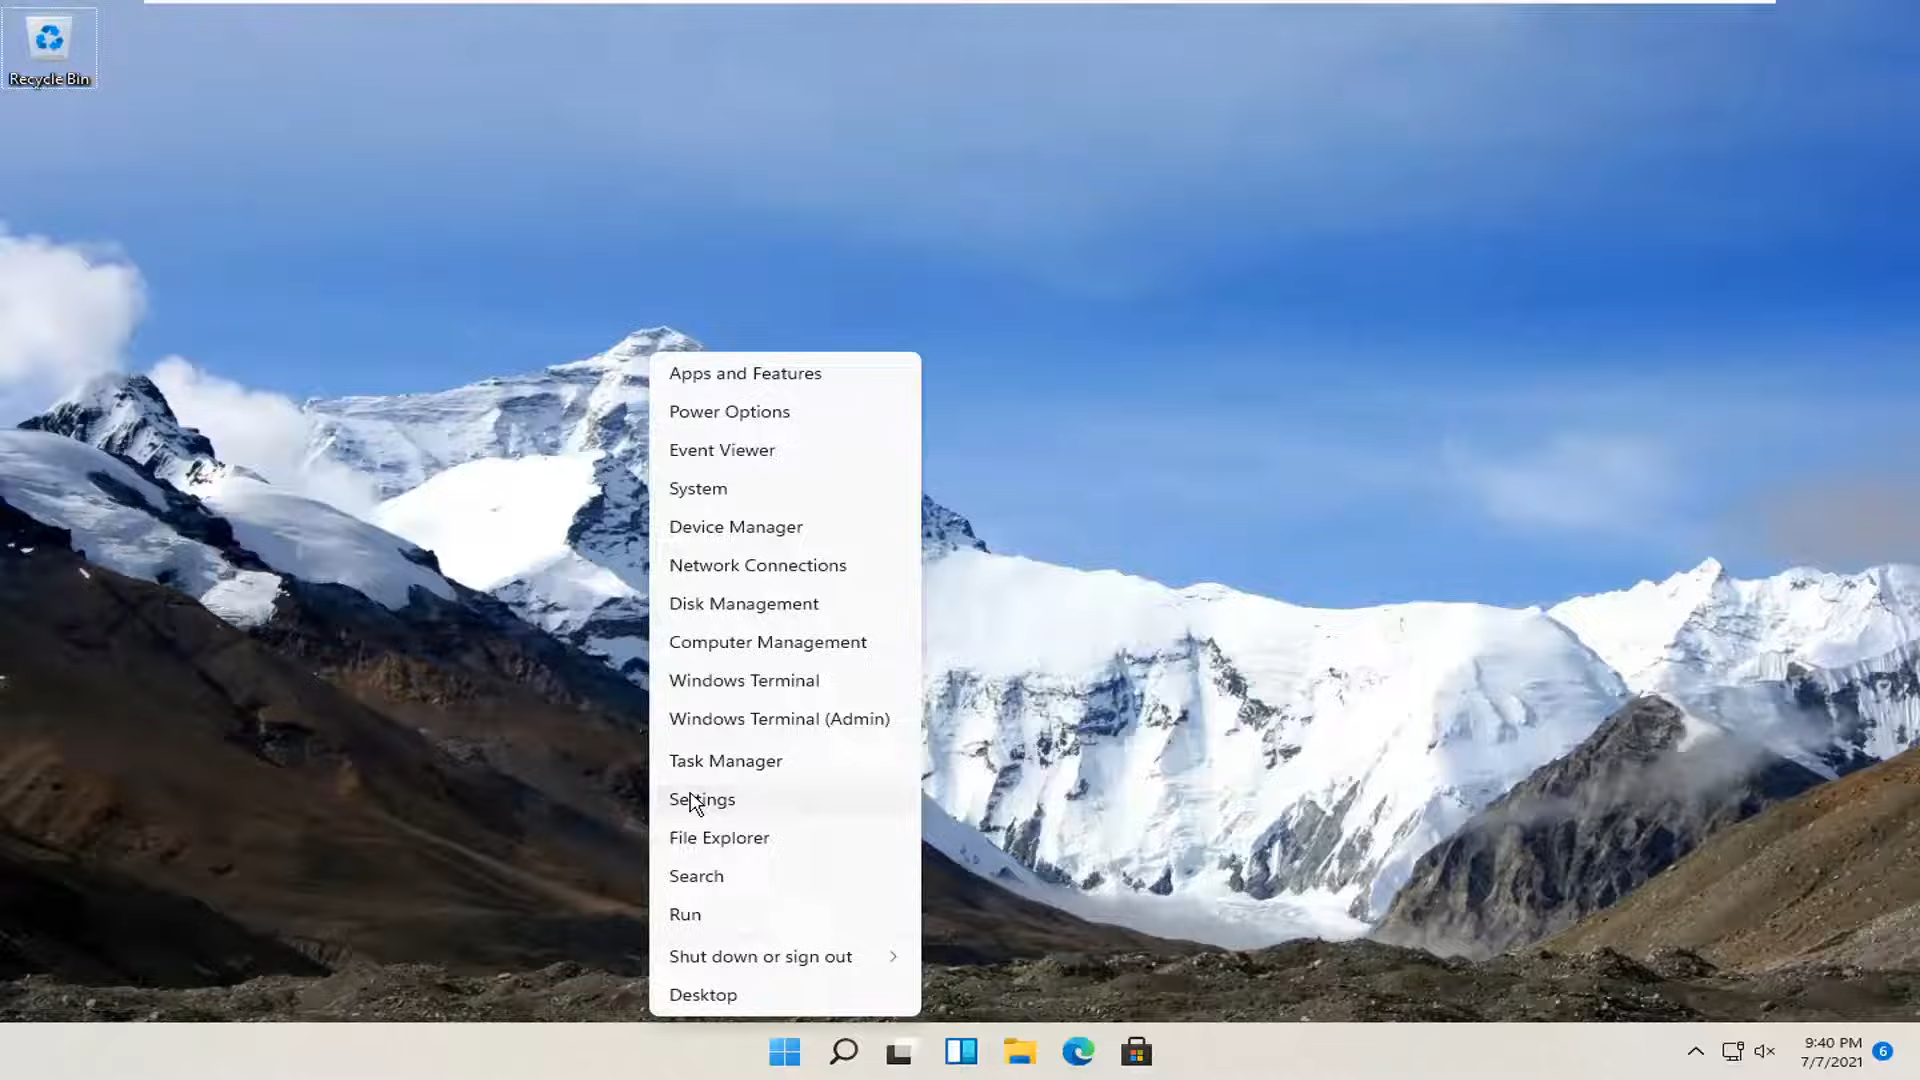 Recycle Bin
Apps and Features
Power Options
Event Viewer
System
Device Manager
Network Connections
Disk Management
Computer Management
Windows Terminal
Windows Terminal (Admin)
Task Manager
Settings
File Explorer
Search
Run
Shut down or sign out
Desktop
9:40 PM
7/7/2021
6